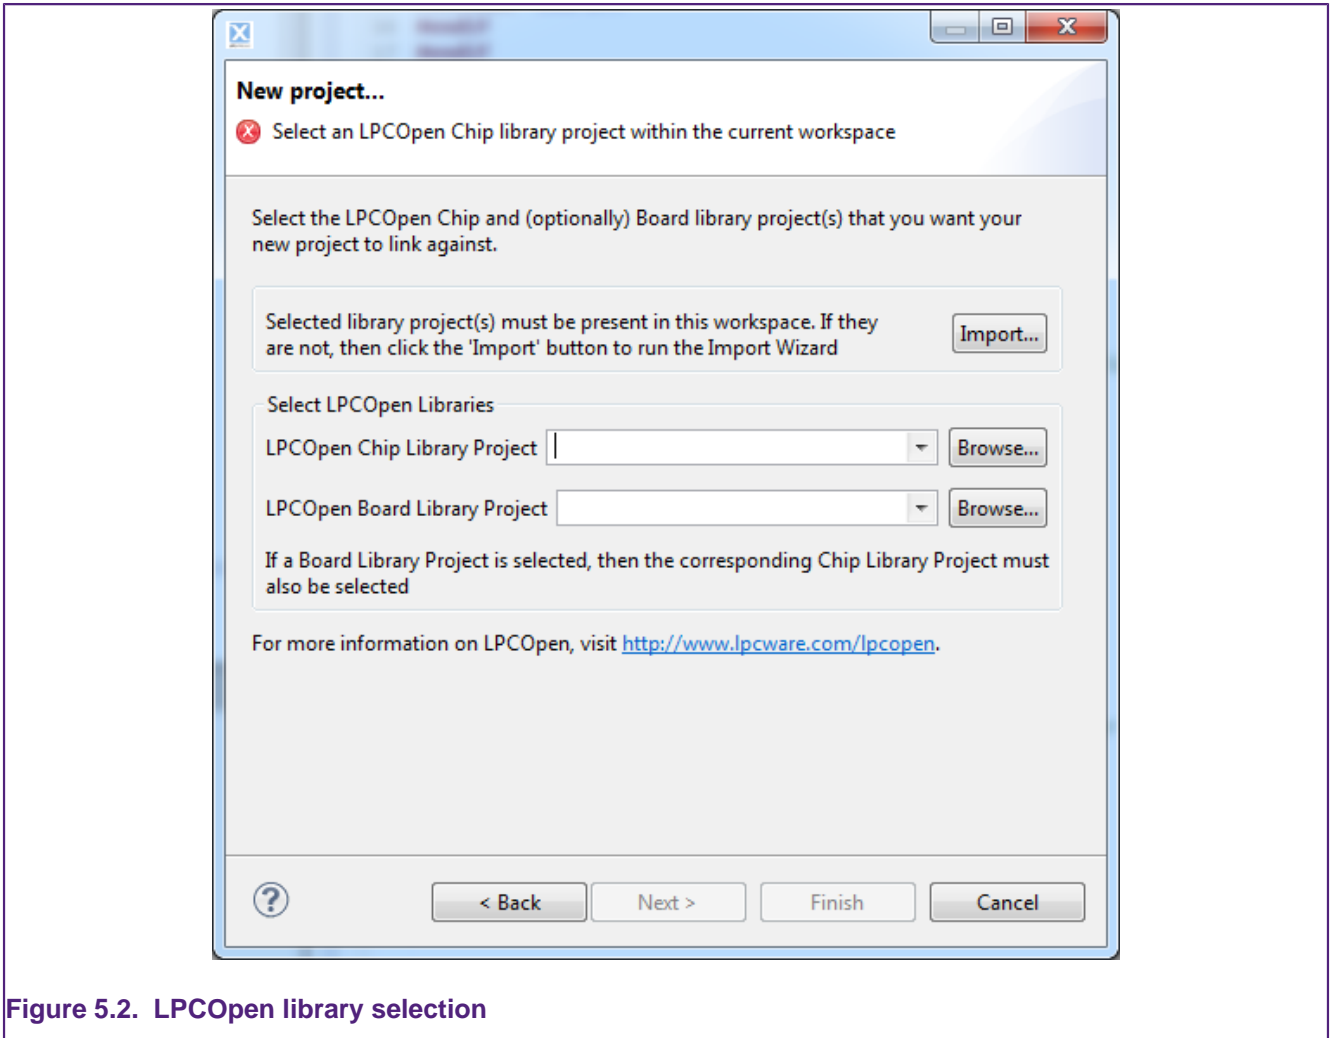 New project...
Select an LPCOpen Chip library project within the current workspace
Select the LPCOpen Chip and (optionally) Board library project(s) that you want your
new project to link against.
Selected library project(s) must be present in this workspace. If they
are not, then click the 'Import' button to run the Import Wizard
Import...
Select LPCOpen Libraries
LPCOpen Chip Library Project
Browse...
LPCOpen Board Library Project
Browse...
If a Board Library Project is selected, then the corresponding Chip Library Project must
also be selected
For more information on LPCOpen, visit http://www.lpcware.com/lpcopen.
< Back Next > Finish Cancel
Figure 5.2. LPCOpen library selection